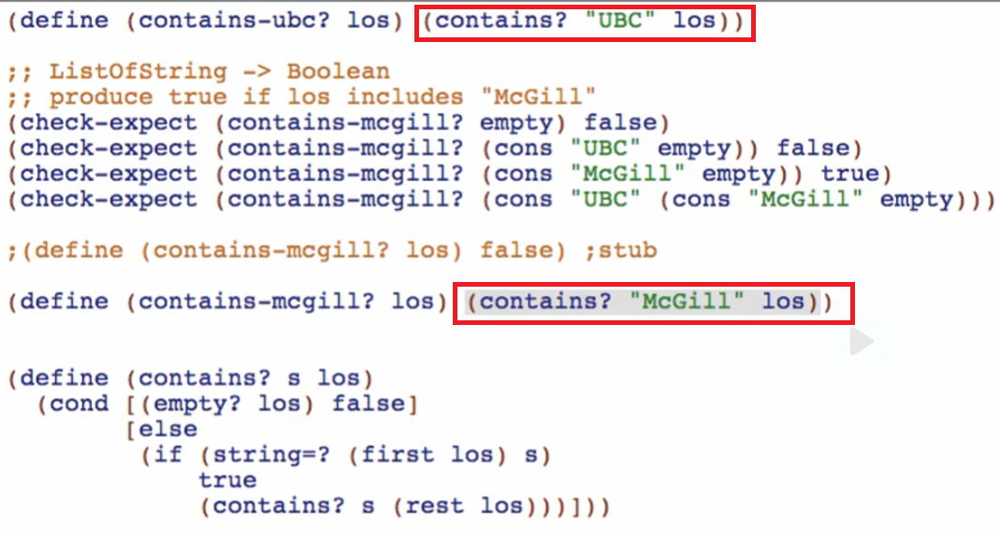 (define (contains-ubc? los) (contains? "UBC" los))
;; ListOfString -> Boolean
;; produce true if los includes "McGill"
(check-expect (contains-mcgill? empty) false)
(check-expect (contains-mcgill? (cons "UBC" empty)) false)
(check-expect (contains-mcgill? (cons "McGill" empty)) true)
(check-expect (contains-mcgill? (cons "UBC" (cons "McGill" empty)))
;(define (contains-mcgill? los) false) ;stub
(define (contains-mcgill? los) (contains? "McGill" los))
(define (contains? s los)
(cond [(empty? los) false]
[else
(if (string=? (first los) s)
true
(contains? s (rest los)))]))